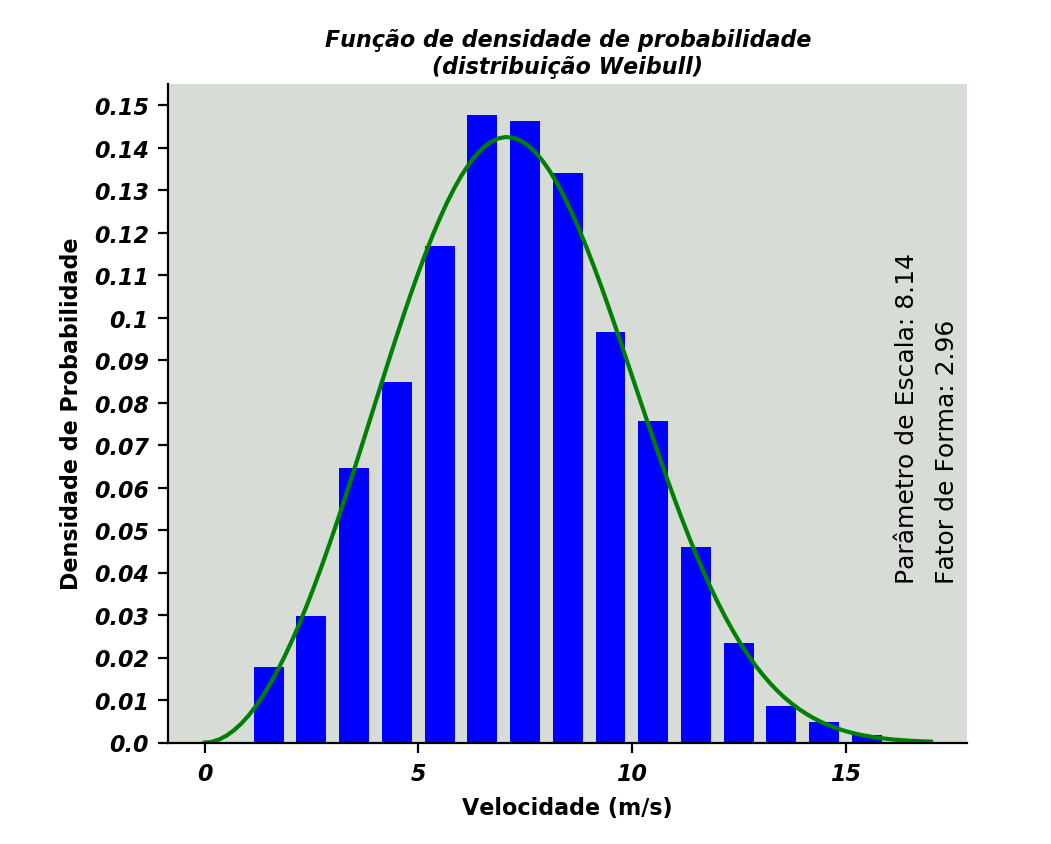 Função de densidade de probabilidade
(distribuição Weibull)
Densidade de Probabilidade
0.15
0.14
0.13
0.12
0.11
0.1
0.09
0.08
0.07
0.06
0.05
0.04
0.03
0.02
0.01
0.0
Parâmetro de Escala: 8.14
Fator de Forma: 2.96
0 5 10 15
Velocidade (m/s)